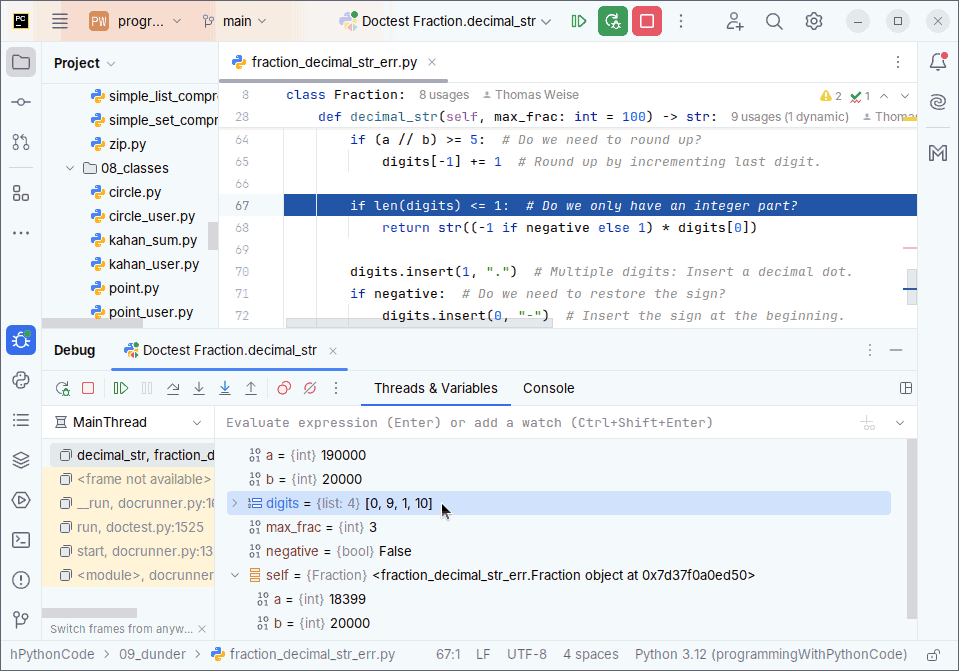 PC PW progr... main Doctest Fraction.decimal_str
Project fraction_decimal_str_err.py
simple_list_compr
simple_set_compr
zip.py
08_classes
circle.py
circle_user.py
kahan_sum.py
kahan_user.py
point.py
point_user.py
8 class Fraction: 8 usages Thomas Weise 2 1
28 def decimal_str(self, max_frac: int = 100) -> str: 9 usages (1 dynamic) Thomas
64 if (a // b) >= 5: # Do we need to round up?
65 digits[-1] += 1 # Round up by incrementing last digit.
66
67 if len(digits) <= 1: # Do we only have an integer part?
68 return str((-1 if negative else 1) * digits[0])
69
70 digits.insert(1, ".") # Multiple digits: Insert a decimal dot.
71 if negative: # Do we need to restore the sign?
72 digits.insert(0, "-") # Insert the sign at the beginning.
Debug Doctest Fraction.decimal_str
Threads & Variables Console
MainThread
decimal_str, fraction_d
<frame not available>
__run, docrunner.py:16
run, doctest.py:1525
start, docrunner.py:13
<module>, docrunner
Switch frames from anyw...
Evaluate expression (Enter) or add a watch (Ctrl+Shift+Enter)
a = {int} 190000
b = {int} 20000
digits = {list: 4} [0, 9, 1, 10]
max_frac = {int} 3
negative = {bool} False
self = {Fraction} <fraction_decimal_str_err.Fraction object at 0x7d37f0a0ed50>
a = {int} 18399
b = {int} 20000
hPythonCode > 09_dunder > fraction_decimal_str_err.py 67:1 LF UTF-8 4 spaces Python 3.12 (programmingWithPythonCode)